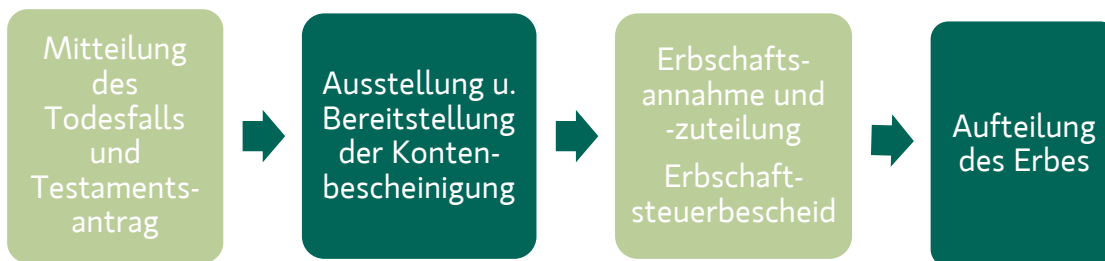 Mitteilung
des
Todesfalls
und
Testaments-
antrag
Ausstellung u.
Bereitstellung
der Konten-
bescheinigung
Erbschafts-
annahme und
-zuteilung
Erbschaft-
steuerbescheid
Aufteilung
des Erbes